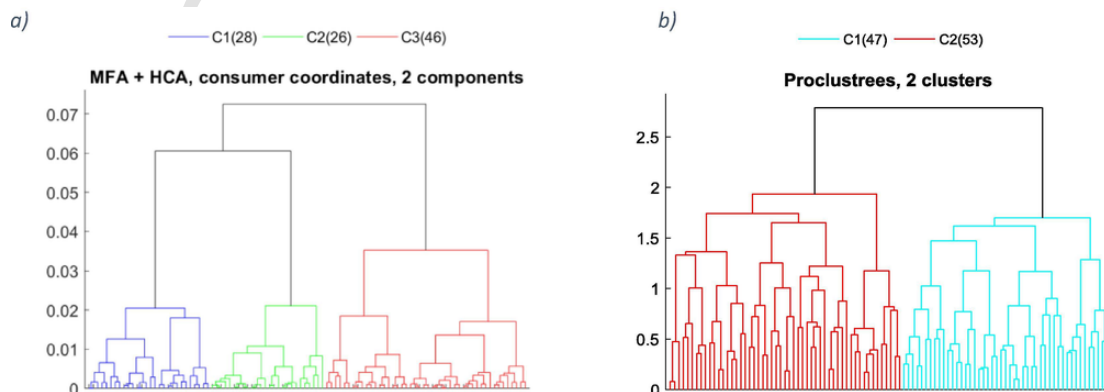 a)
C1(28) C2(26) C3(46)
MFA + HCA, consumer coordinates, 2 components
0.07
0.06
0.05
0.04
0.03
0.02
0.01
0
b)
C1(47) C2(53)
Proclustrees, 2 clusters
2.5
2
1.5
1
0.5
0